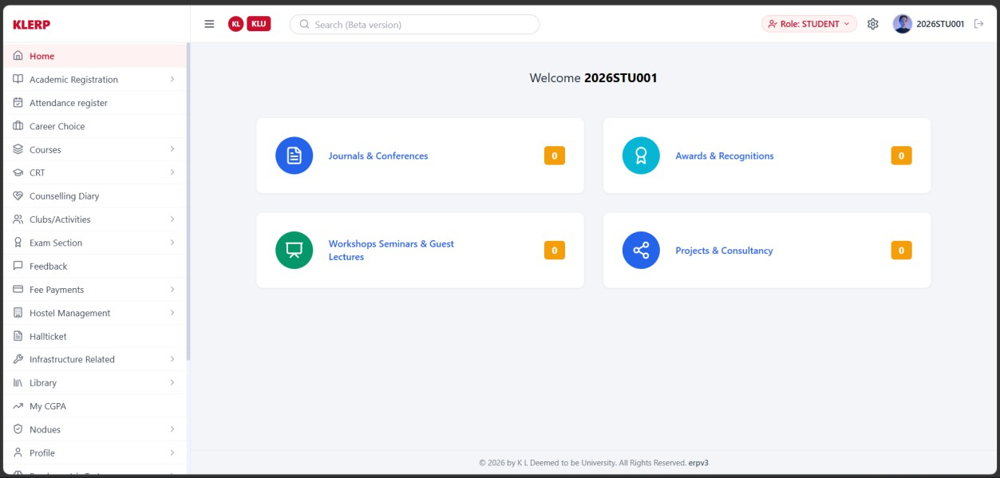 KLERP
KL KLU
Search (Beta version)
Role: STUDENT
2026STU001
Home
Academic Registration
Attendance register
Career Choice
Courses
CRT
Counselling Diary
Clubs/Activities
Exam Section
Feedback
Fee Payments
Hostel Management
Hallticket
Infrastructure Related
Library
My CGPA
Nodues
Profile
Welcome 2026STU001
Journals & Conferences
0
Awards & Recognitions
0
Workshops Seminars & Guest
Lectures
0
Projects & Consultancy
0
© 2026 by K L Deemed to be University. All Rights Reserved. erpv3